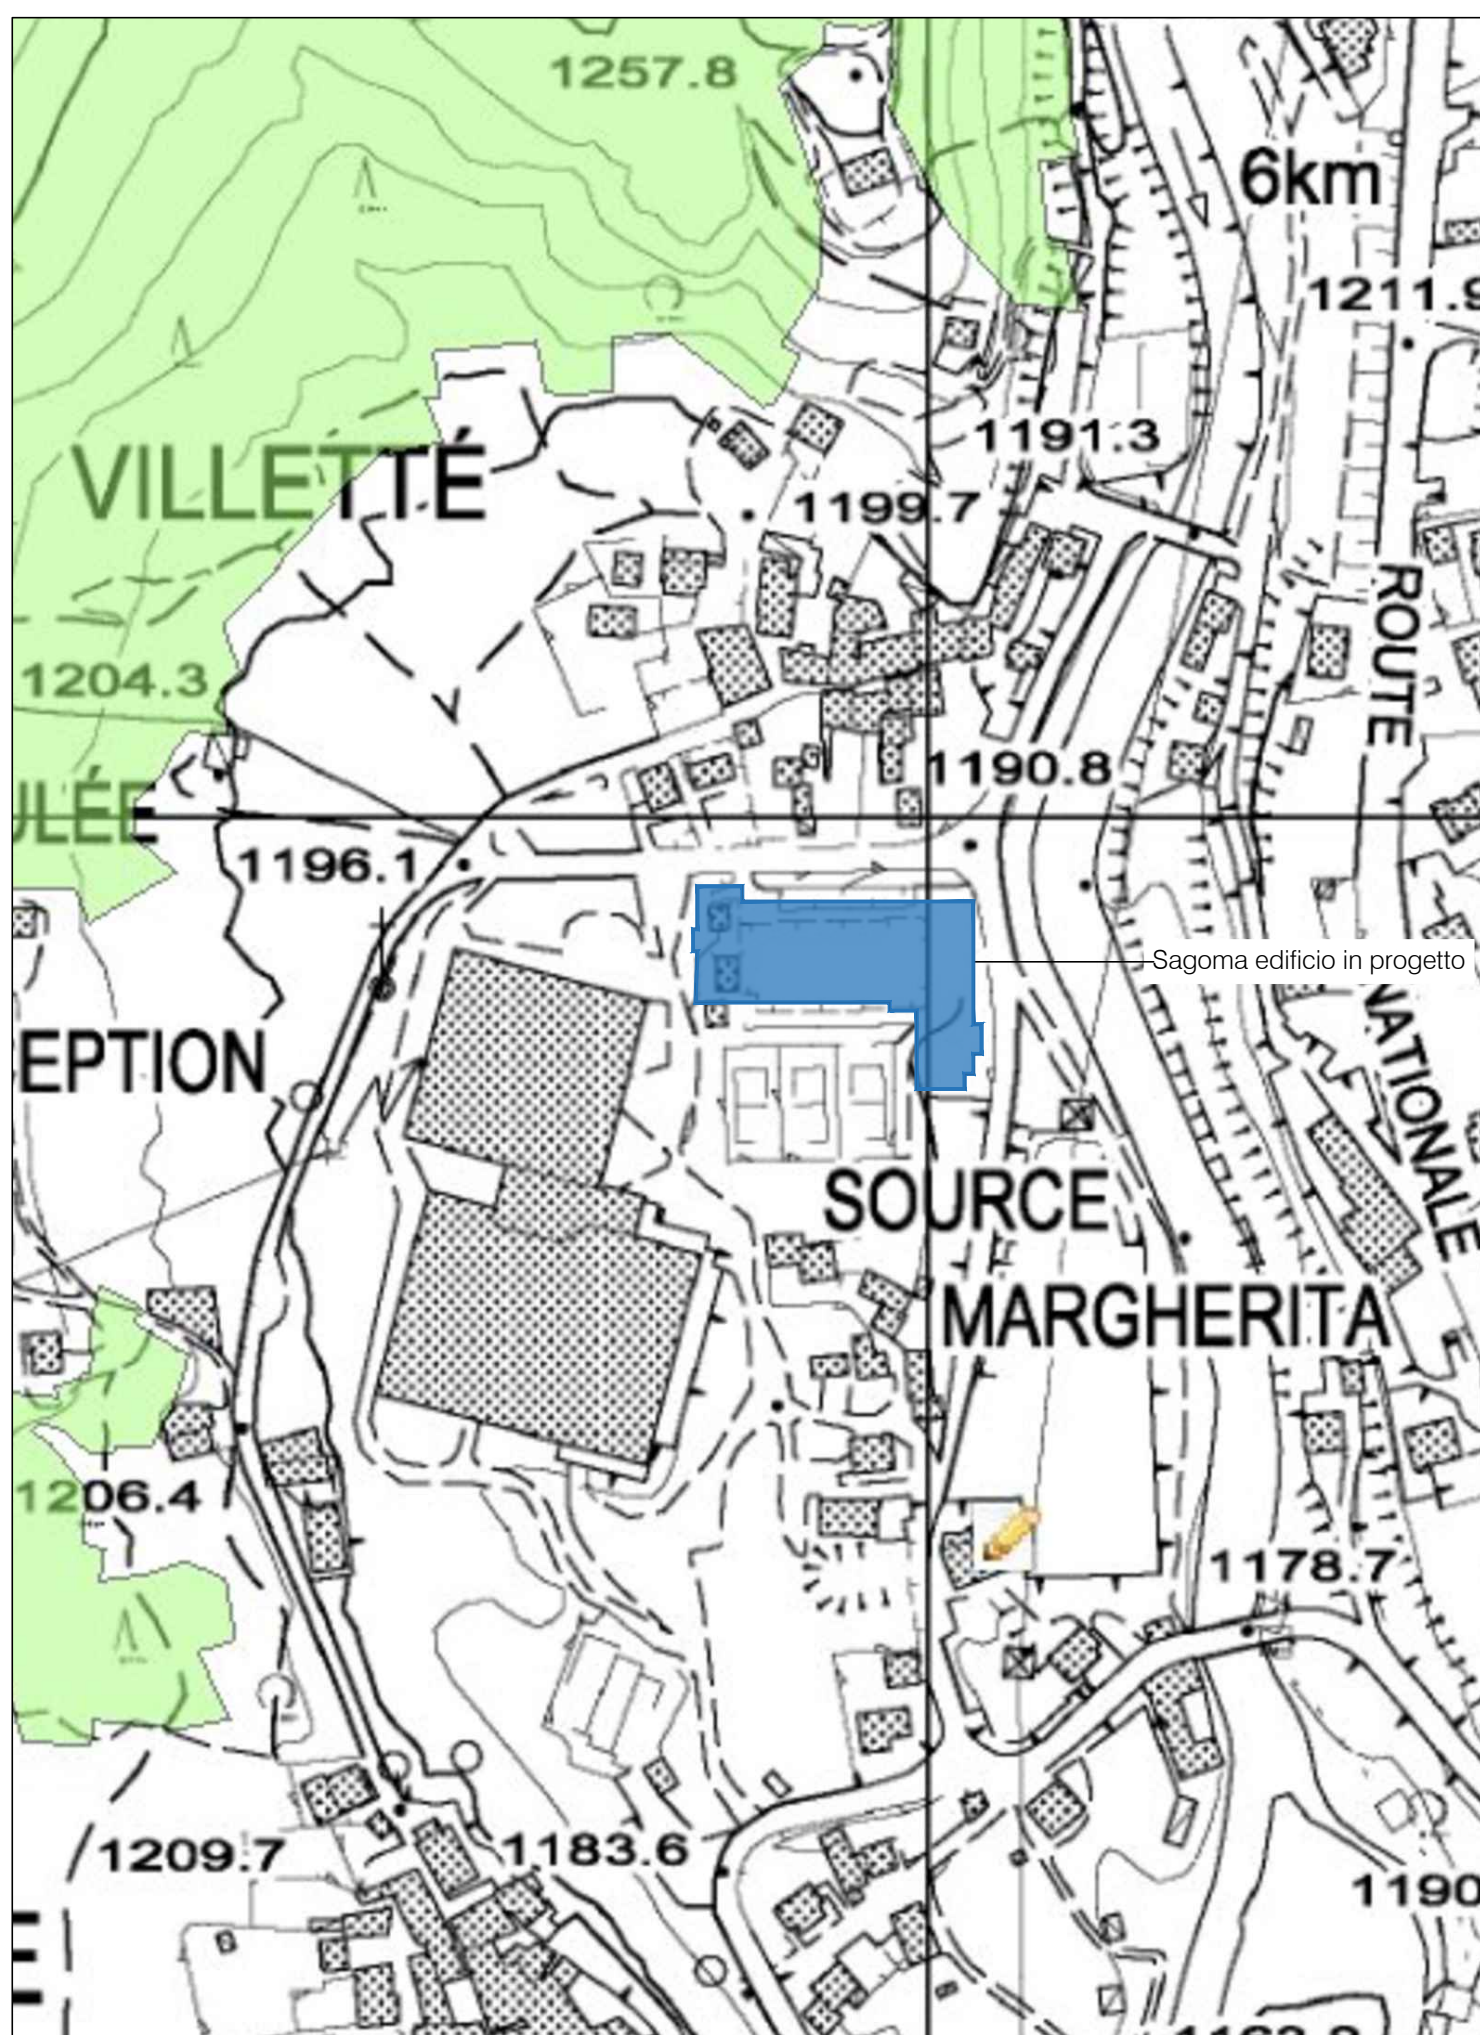 1257.8
6km
1211.9
1191.3
VILLETTÉ
1199.7
ROUTE
1204.3
1190.8
ULÉE
1196.1
Sagoma edificio in progetto
NATIONALE
CEPTION
SOURCE
MARGHERITA
1206.4
1178.7
1209.7
1183.6
1190